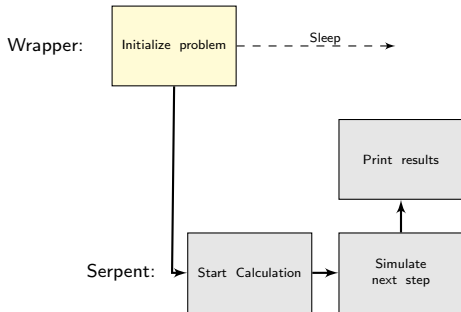 Wrapper:
Initialize problem
Sleep
Print results
Serpent:
Start Calculation
Simulate
next step